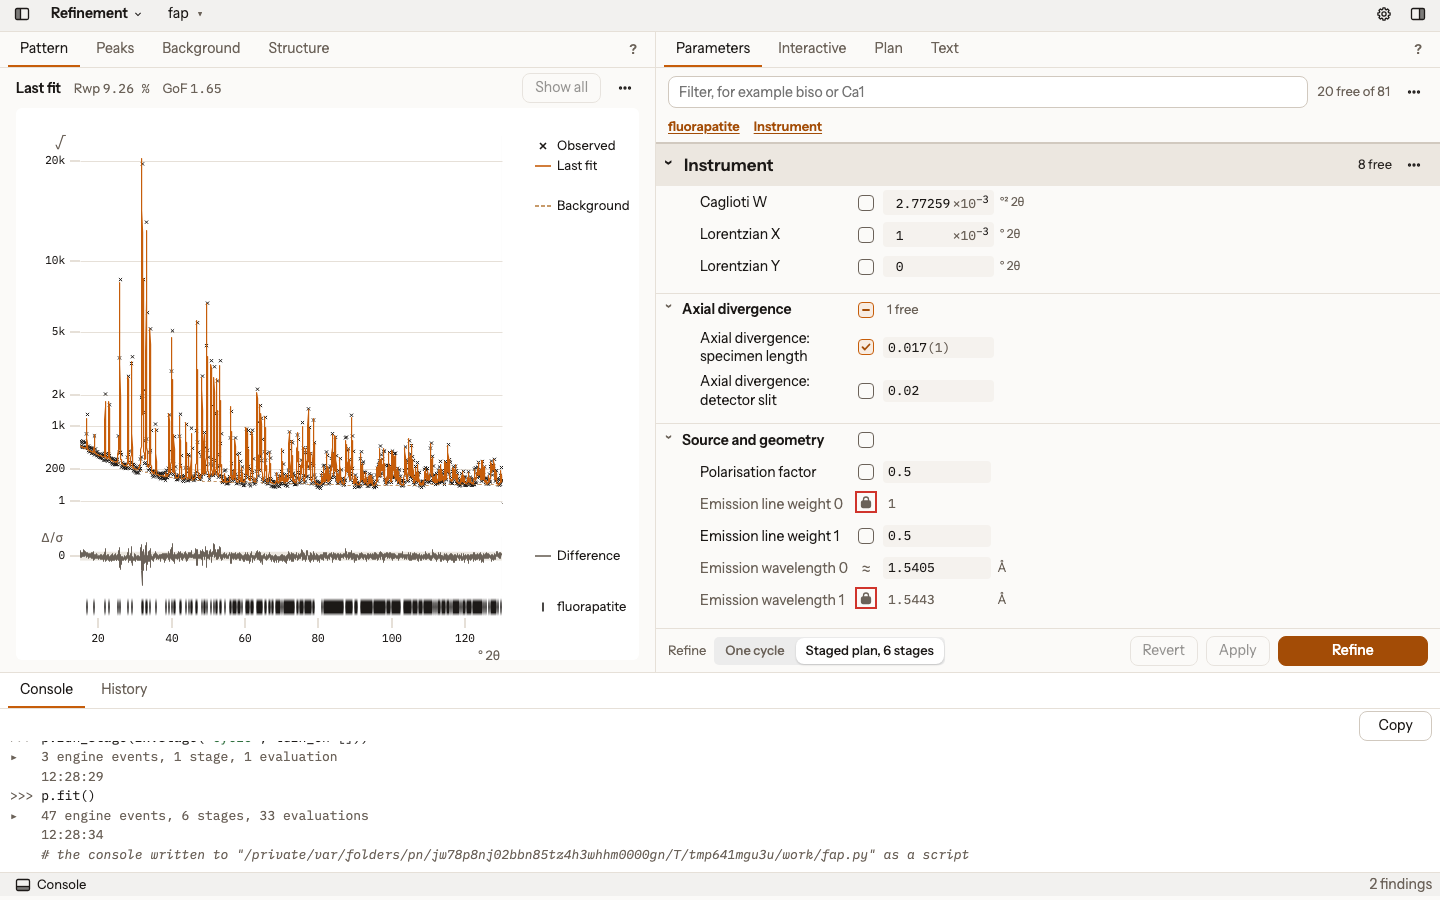 Refinement fap
Pattern Peaks Background Structure ?
Parameters Interactive Plan Text ?
Last fit Rwp 9.26 % GoF 1.65 Show all
√
20k
10k
5k
2k
1k
200
1
Δ/σ
0
20 40 60 80 100 120
°2θ
Observed
Last fit
Background
Difference
fluorapatite
Filter, for example biso or Ca1 20 free of 81
fluorapatite Instrument
Instrument 8 free
Caglioti W 2.77259 ×10⁻³ °² 2θ
Lorentzian X 1 ×10⁻³ ° 2θ
Lorentzian Y 0 ° 2θ
Axial divergence 1 free
Axial divergence:
specimen length 0.017(1)
Axial divergence:
detector slit 0.02
Source and geometry
Polarisation factor 0.5
Emission line weight 0 1
Emission line weight 1 0.5
Emission wavelength 0 ≈ 1.5405 Å
Emission wavelength 1 1.5443 Å
Refine One cycle Staged plan, 6 stages Revert Apply Refine
Console History
Copy
3 engine events, 1 stage, 1 evaluation
12:28:29
>>> p.fit()
47 engine events, 6 stages, 33 evaluations
12:28:34
# the console written to "/private/var/folders/pn/jw78p8nj02bbn85tz4h3whhm0000gn/T/tmp641mgu3u/work/fap.py" as a script
Console 2 findings